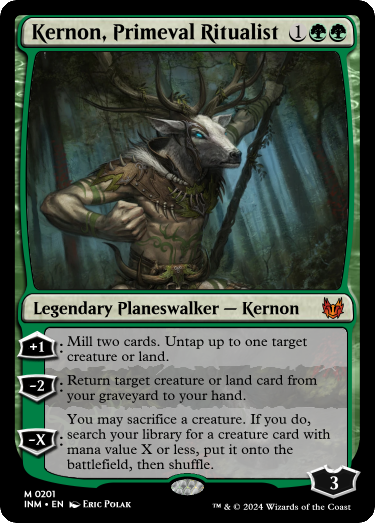 Kernon, Primeval Ritualist 1
Legendary Planeswalker — Kernon
+1: Mill two cards. Untap up to one target
creature or land.
−2: Return target creature or land card from
your graveyard to your hand.
−X: You may sacrifice a creature. If you do,
search your library for a creature card with
mana value X or less, put it onto the
battlefield, then shuffle.
3
M 0201
INM • EN Eric Polak
™ & © 2024 Wizards of the Coast